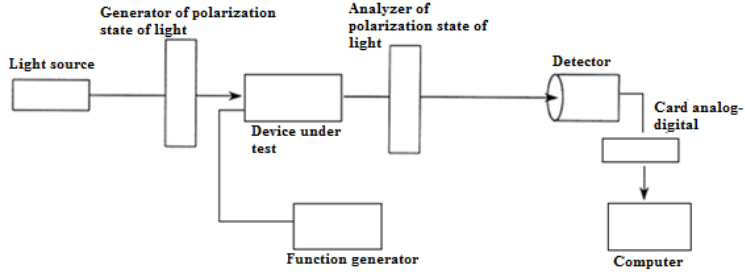 Generator of polarization
state of light
Analyzer of
polarization state of
light
Light source
Detector
Card analog-
digital
Device under
test
Function generator
Computer